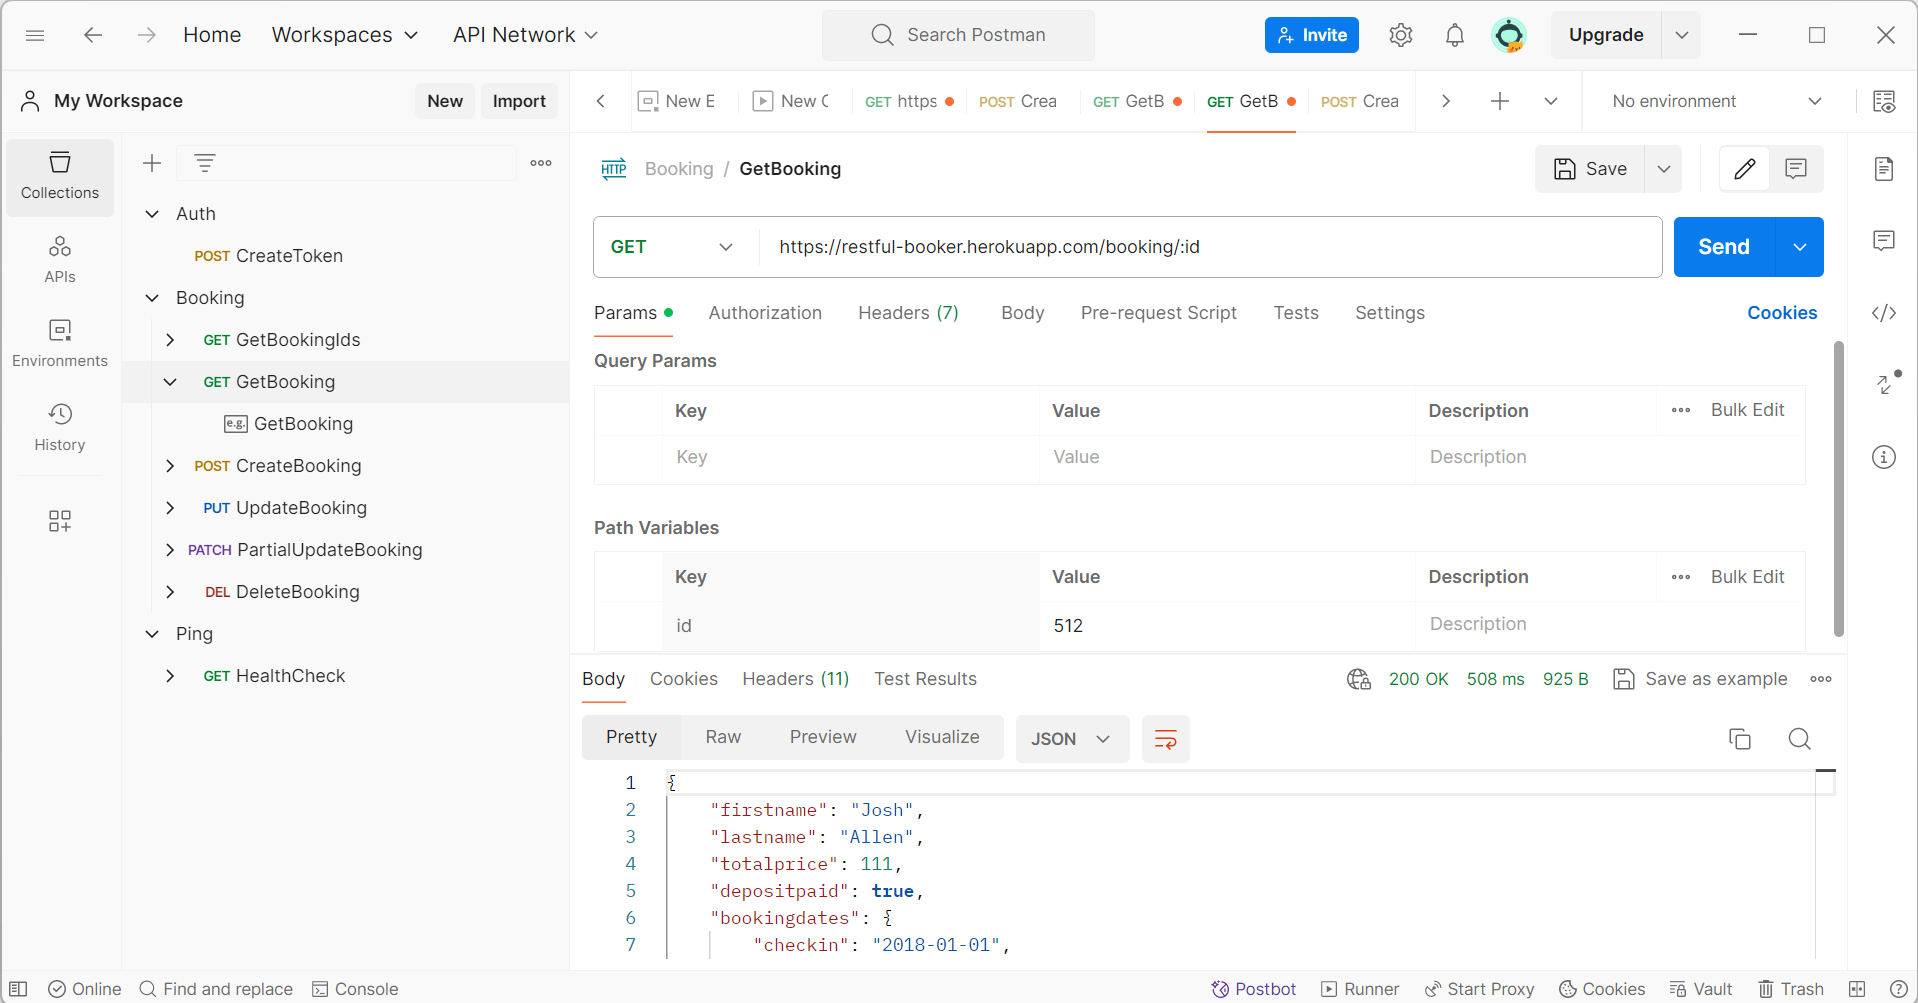 Home Workspaces API Network Search Postman Invite Upgrade
My Workspace New Import
New E New C GET https POST Crea GET GetB GET GetB POST Crea No environment
Collections
APIs
Environments
History
Auth
POST CreateToken
Booking
GET GetBookingIds
GET GetBooking
e.g. GetBooking
POST CreateBooking
PUT UpdateBooking
PATCH PartialUpdateBooking
DEL DeleteBooking
Ping
GET HealthCheck
HTTP Booking / GetBooking Save
GET https://restful-booker.herokuapp.com/booking/:id Send
Params Authorization Headers (7) Body Pre-request Script Tests Settings Cookies
Query Params
Key Value Description Bulk Edit
Key Value Description
Path Variables
Key Value Description Bulk Edit
id 512 Description
Body Cookies Headers (11) Test Results 200 OK 508 ms 925 B Save as example
Pretty Raw Preview Visualize JSON
1 {
2 "firstname": "Josh",
3 "lastname": "Allen",
4 "totalprice": 111,
5 "depositpaid": true,
6 "bookingdates": {
7 "checkin": "2018-01-01",
Online Find and replace Console Postbot Runner Start Proxy Cookies Vault Trash